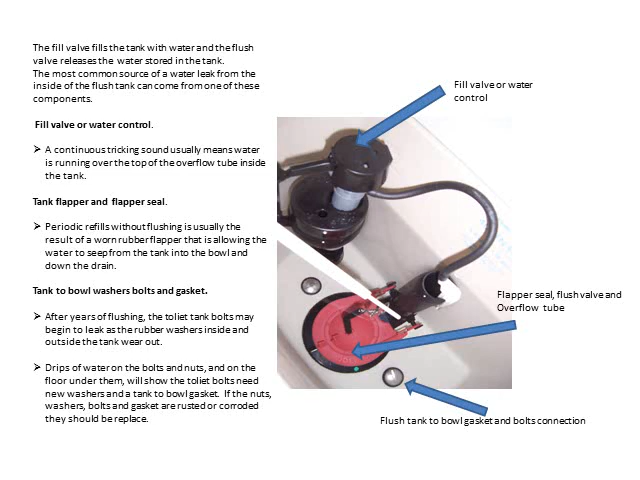 The fill valve fills the tank with water and the flush
valve releases the water stored in the tank.
The most common source of a water leak from the
inside of the flush tank can come from one of these
components.
Fill valve or water control.
➢ A continuous tricking sound usually means water
is running over the top of the overflow tube inside
the tank.
Tank flapper and flapper seal.
➢ Periodic refills without flushing is usually the
result of a worn rubber flapper that is allowing the
water to seep from the tank into the bowl and
down the drain.
Tank to bowl washers bolts and gasket.
➢ After years of flushing, the toliet tank bolts may
begin to leak as the rubber washers inside and
outside the tank wear out.
➢ Drips of water on the bolts and nuts, and on the
floor under them, will show the toliet bolts need
new washers and a tank to bowl gasket. If the nuts,
washers, bolts and gasket are rusted or corroded
they should be replace.
Fill valve or water
control
Flapper seal, flush valve and
Overflow tube
Flush tank to bowl gasket and bolts connection